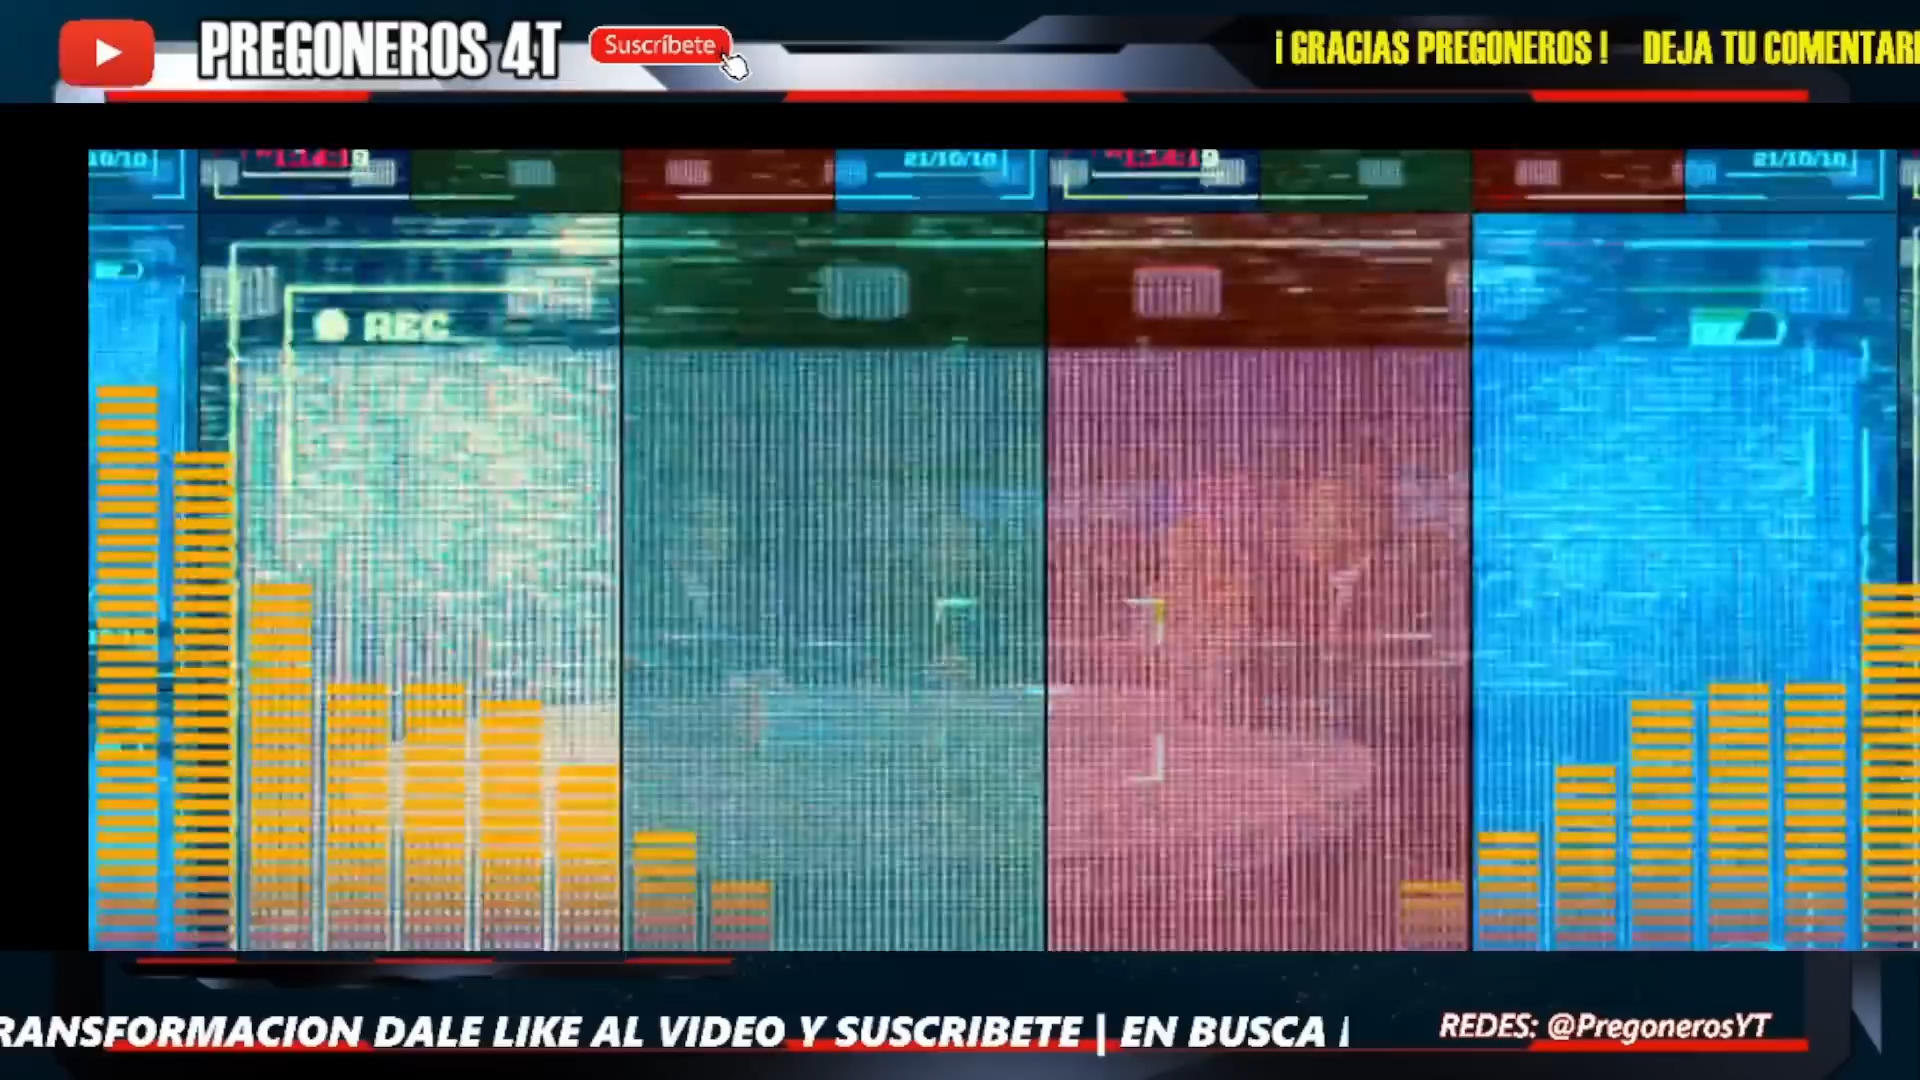 PREGONEROS 4T
Suscríbete
¡ GRACIAS PREGONEROS ! DEJA TU COMENTARI
21/10/10
21/10/10
REC
RANSFORMACION DALE LIKE AL VIDEO Y SUSCRIBETE | EN BUSCA
REDES: @PregonerosYT